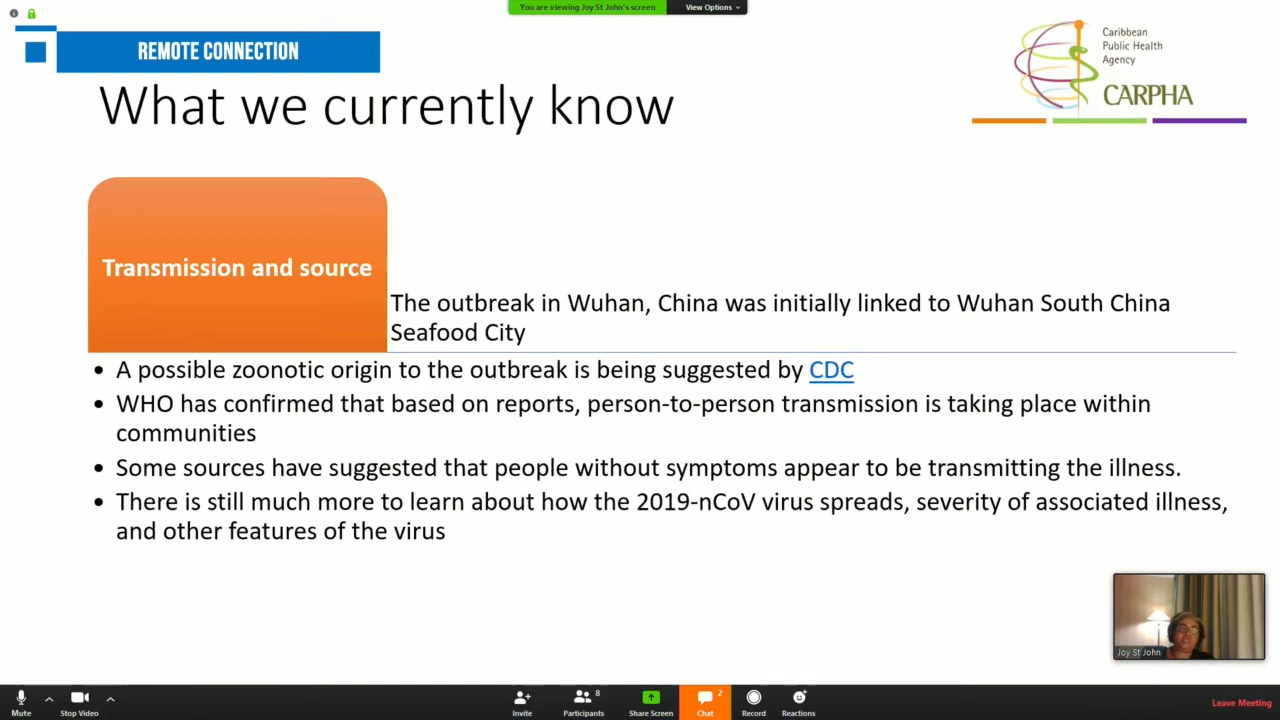 You are viewing Joy St John's screen
View Options
REMOTE CONNECTION
Caribbean
Public Health
Agency
CARPHA
What we currently know
Transmission and source
The outbreak in Wuhan, China was initially linked to Wuhan South China
Seafood City
• A possible zoonotic origin to the outbreak is being suggested by CDC
• WHO has confirmed that based on reports, person-to-person transmission is taking place within
communities
• Some sources have suggested that people without symptoms appear to be transmitting the illness.
• There is still much more to learn about how the 2019-nCoV virus spreads, severity of associated illness,
and other features of the virus
Joy St John
Mute
Stop Video
Invite
8
Participants
Share Screen
2
Chat
Record
Reactions
Leave Meeting